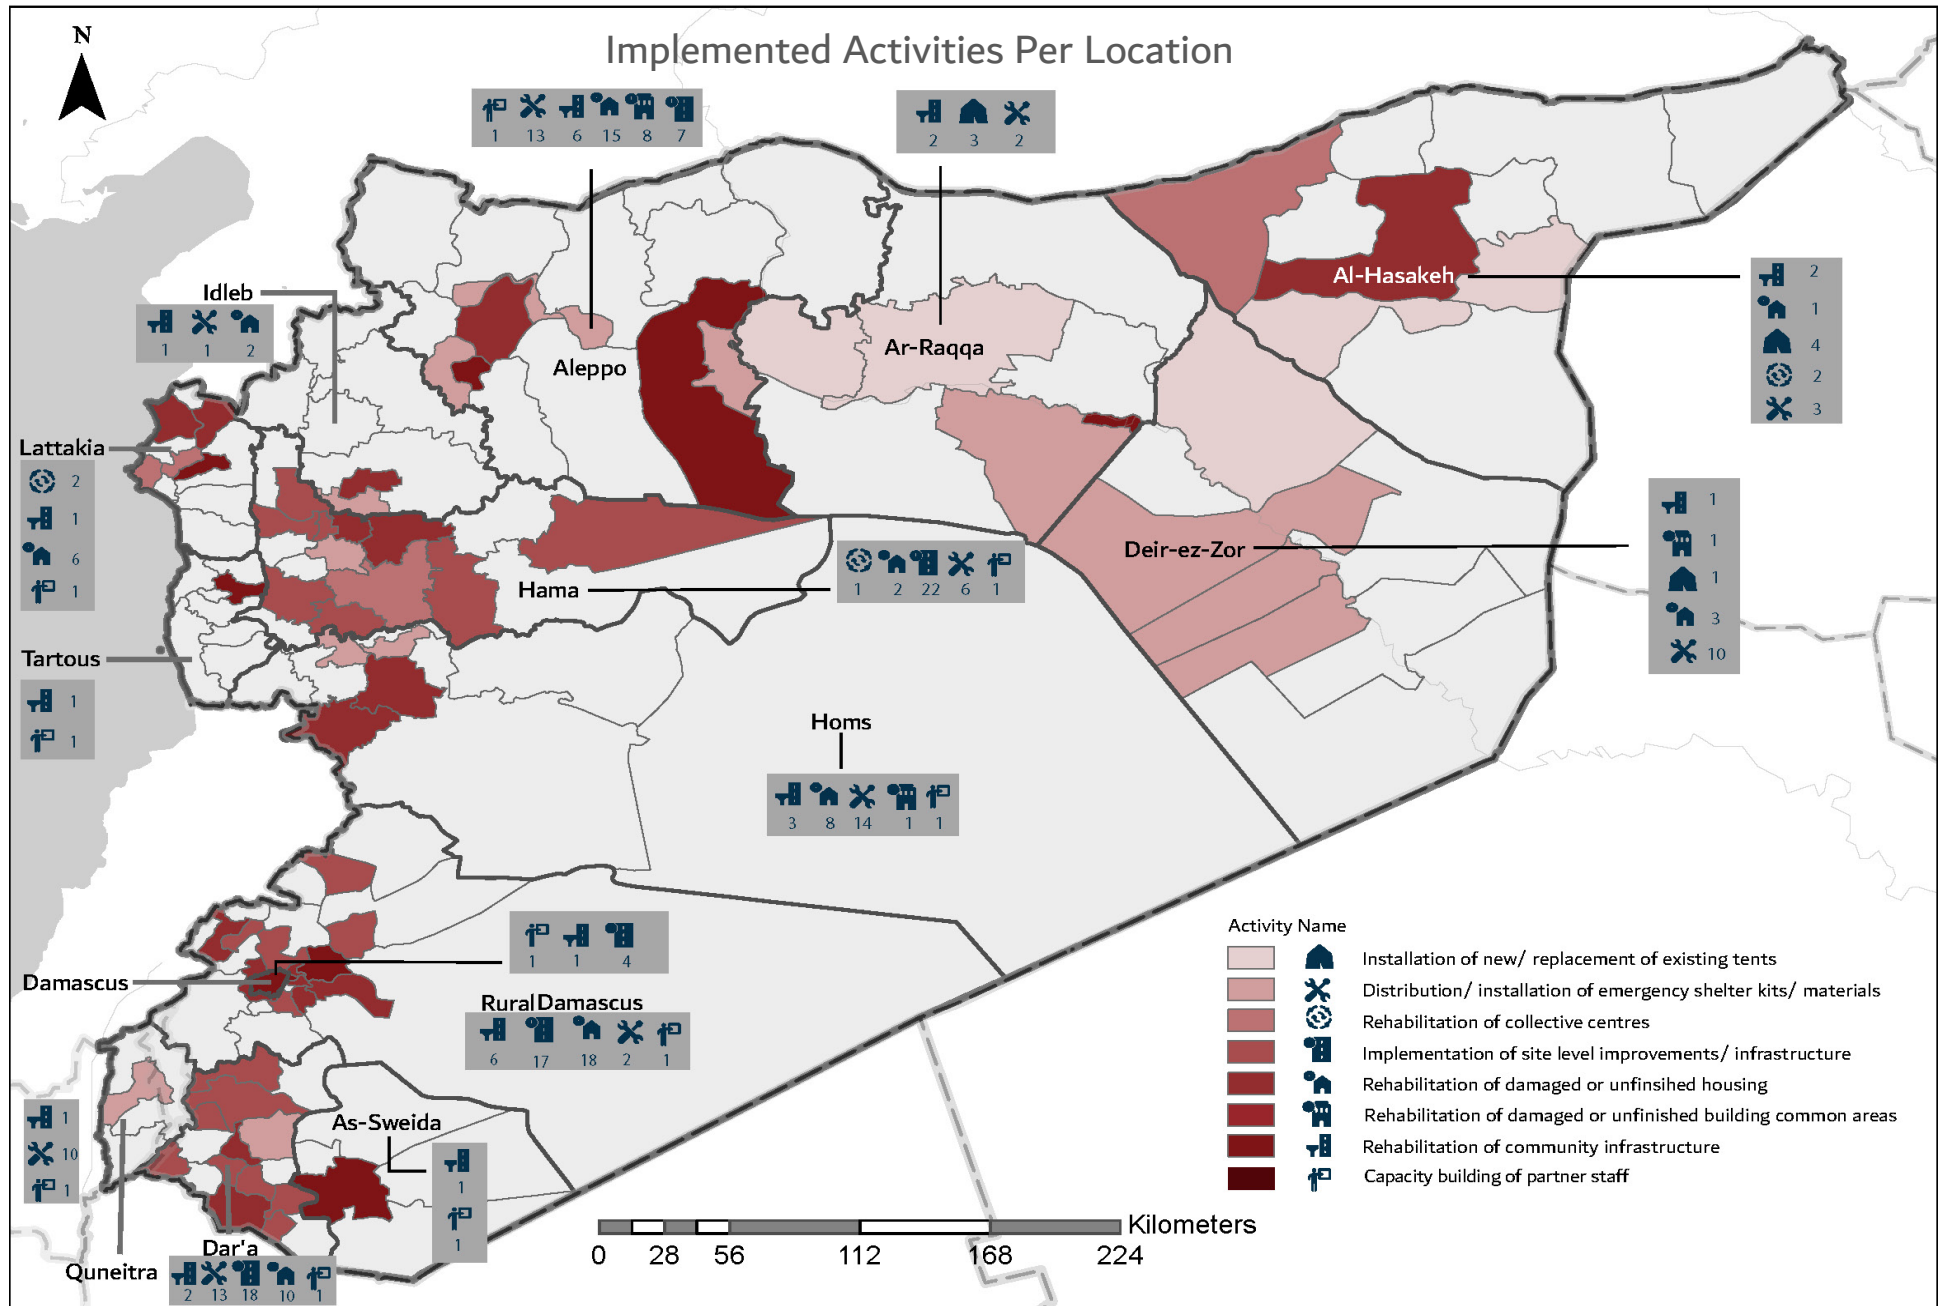 Implemented Activities Per Location
N
1 13 6 15 8 7
2 3 2
Idleb
1 1 2
Al-Hasakeh
2
1
4
2
3
Aleppo
Ar-Raqqa
Lattakia
2
1
6
1
Deir-ez-Zor
1
1
1
3
10
Hama
1 2 22 6 1
Tartous
1
1
Homs
3 8 14 1 1
Damascus
1 1 4
Rural Damascus
6 17 18 2 1
1
10
1
As-Sweida
1
1
Quneitra
Dar'a
2 13 18 10 1
Activity Name
Installation of new/ replacement of existing tents
Distribution/ installation of emergency shelter kits/ materials
Rehabilitation of collective centres
Implementation of site level improvements/ infrastructure
Rehabilitation of damaged or unfinsihed housing
Rehabilitation of damaged or unfinished building common areas
Rehabilitation of community infrastructure
Capacity building of partner staff
Kilometers
0 28 56 112 168 224